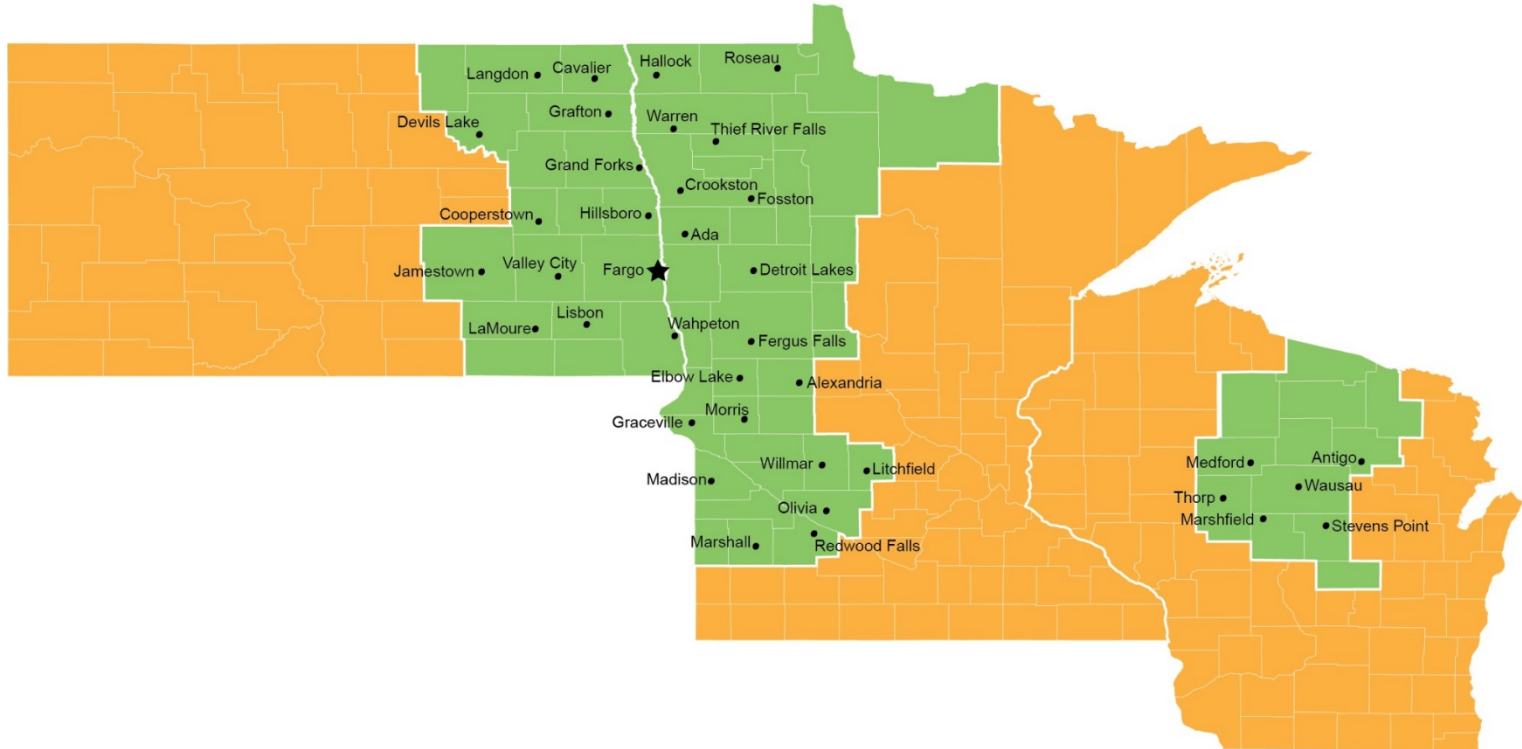 Langdon
Cavalier
Hallock
Roseau
Devils Lake
Grafton
Warren
Thief River Falls
Grand Forks
Crookston
Fosston
Cooperstown
Hillsboro
Ada
Jamestown
Valley City
Fargo
Detroit Lakes
LaMoure
Lisbon
Wahpeton
Fergus Falls
Elbow Lake
Alexandria
Graceville
Morris
Willmar
Litchfield
Madison
Olivia
Marshall
Redwood Falls
Medford
Antigo
Thorp
Wausau
Marshfield
Stevens Point